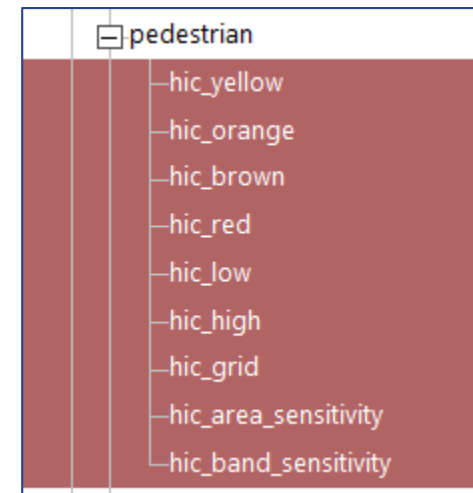 pedestrian
hic_yellow
hic_orange
hic_brown
hic_red
hic_low
hic_high
hic_grid
hic_area_sensitivity
hic_band_sensitivity